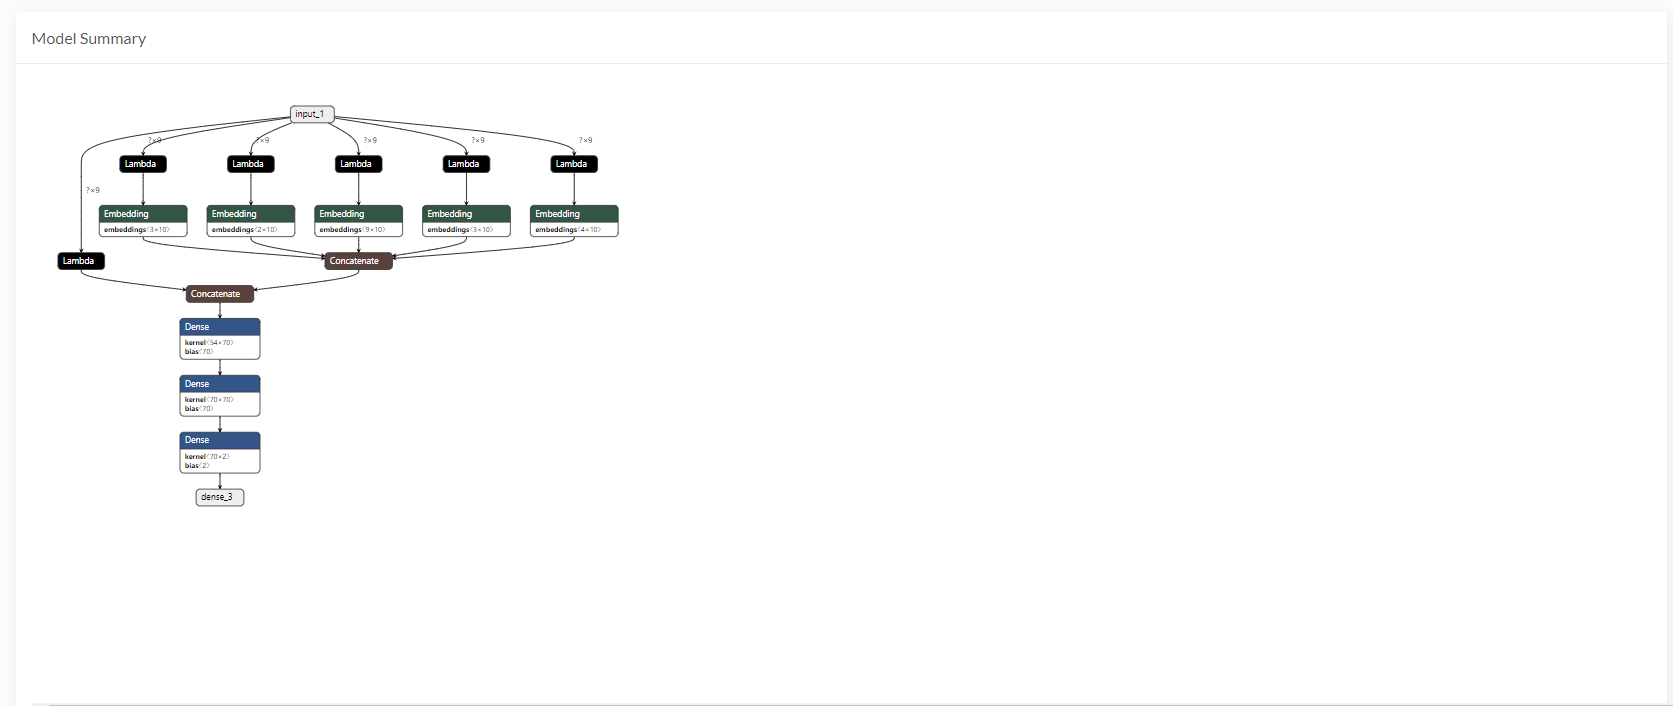 Model Summary
input_1
?×9 ?×9 ?×9 ?×9 ?×9
Lambda Lambda Lambda Lambda Lambda
?×9
Embedding Embedding Embedding Embedding Embedding
embeddings⟨3×10⟩ embeddings⟨2×10⟩ embeddings⟨9×10⟩ embeddings⟨3×10⟩ embeddings⟨4×10⟩
Lambda Concatenate
Concatenate
Dense
kernel⟨54×70⟩
bias⟨70⟩
Dense
kernel⟨70×70⟩
bias⟨70⟩
Dense
kernel⟨70×2⟩
bias⟨2⟩
dense_3